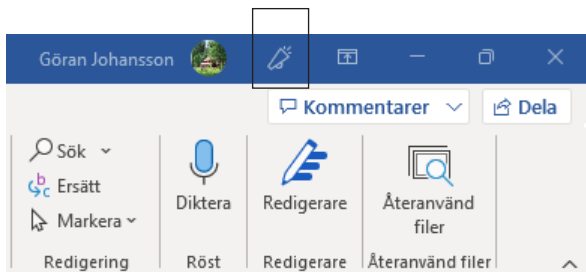 Göran Johansson
Kommentarer
Dela
Sök
Ersätt
Markera
Redigering
Diktera
Röst
Redigerare
Redigerare
Återanvänd
filer
Återanvänd filer